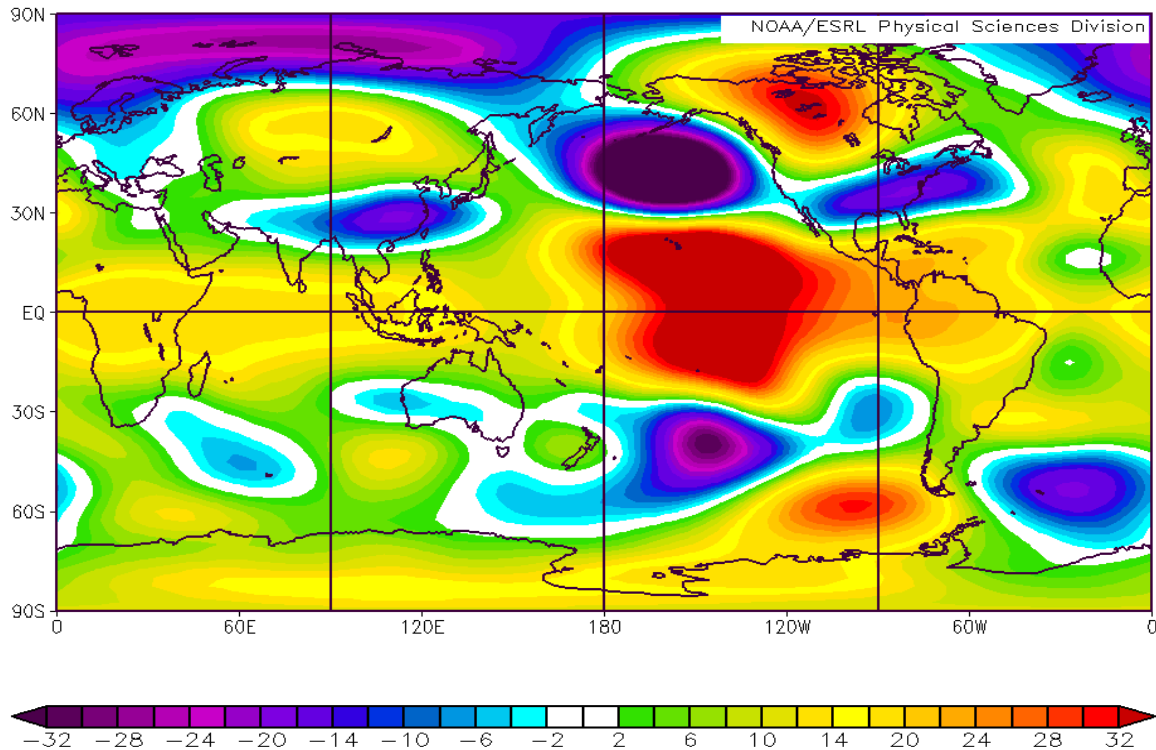 90N
NOAA/ESRL Physical Sciences Division
60N
30N
EQ
30S
60S
90S
0 60E 120E 180 120W 60W 0
−32 −28 −24 −20 −14 −10 −6 −2 2 6 10 14 20 24 28 32